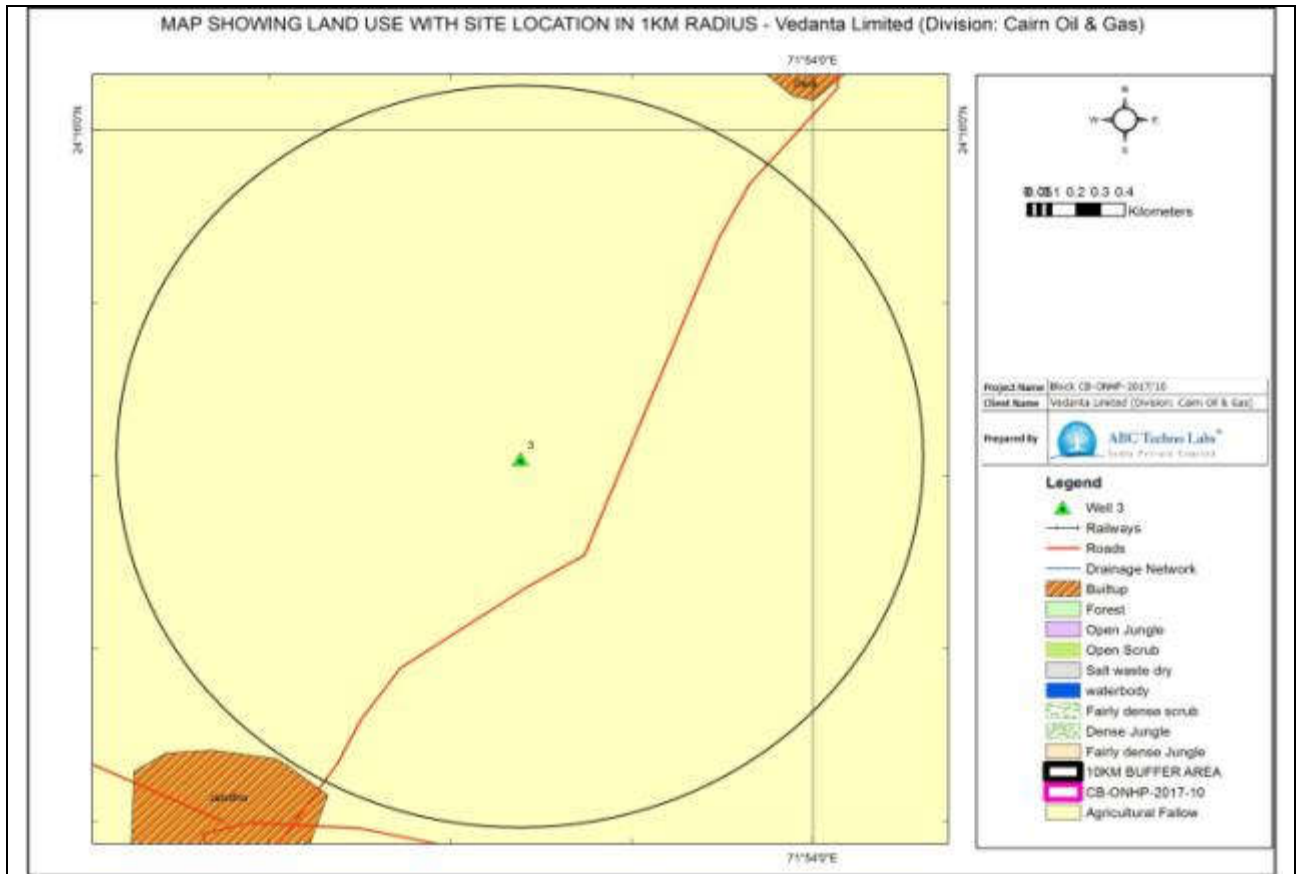 MAP SHOWING LAND USE WITH SITE LOCATION IN 1KM RADIUS - Vedanta Limited (Division: Cairn Oil & Gas)
71°54'0"E
24°16'0"N
24°16'0"N
N
W E
S
0.2 0.3 0.4
Kilometers
3
Project Name Block CB-ONHP-2017/10
Client Name Vedanta Limited (Division: Cairn Oil & Gas)
Prepared By ABC Techno Labs
India Private Limited
Legend
Well 3
Railways
Roads
Drainage Network
Builtup
Forest
Open Jungle
Open Scrub
Salt waste dry
waterbody
Fairly dense scrub
Dense Jungle
Fairly dense Jungle
10KM BUFFER AREA
CB-ONHP-2017-10
Agricultural Fallow
71°54'0"E